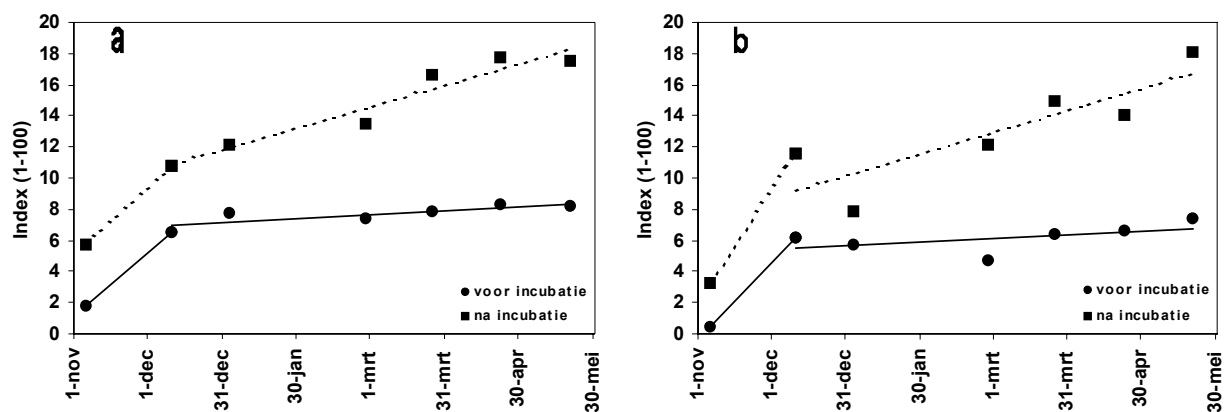 a
Index (1-100)
20
18
16
14
12
10
8
6
4
2
0
voor incubatie
na incubatie
1-nov
1-dec
31-dec
30-jan
1-mrt
31-mrt
30-apr
30-mei
b
Index (1-100)
20
18
16
14
12
10
8
6
4
2
0
voor incubatie
na incubatie
1-nov
1-dec
31-dec
30-jan
1-mrt
31-mrt
30-apr
30-mei